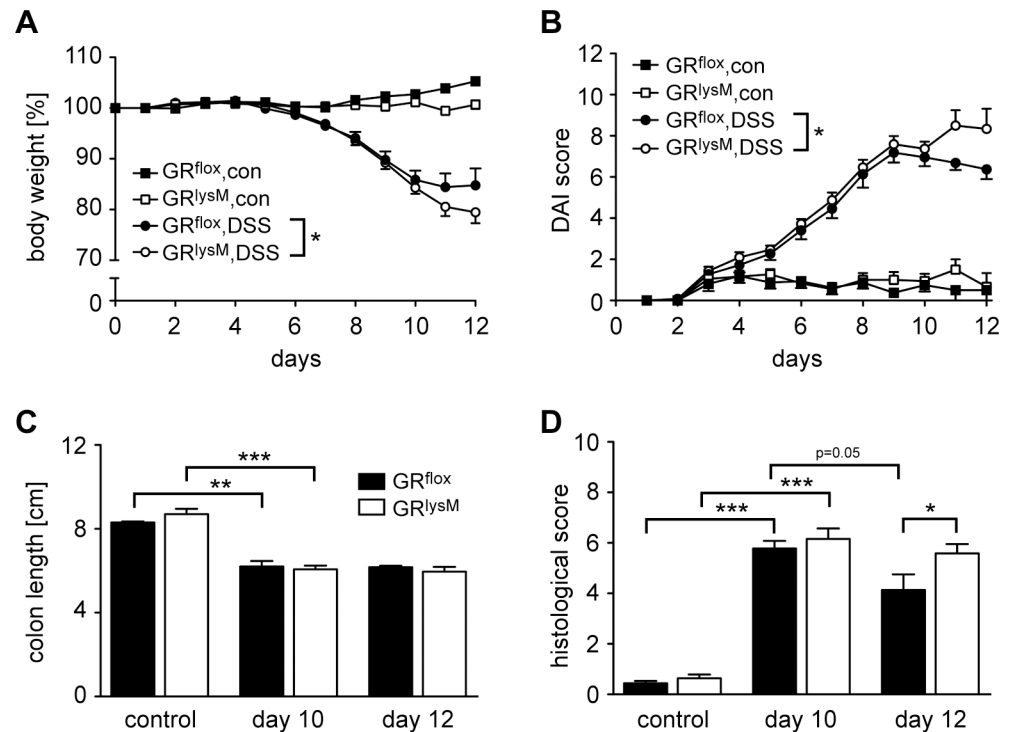 A
body weight [%]
110
100
90
80
70
0
GRflox,con
GRlysM,con
GRflox,DSS
GRlysM,DSS
*
0 2 4 6 8 10 12
days
B
DAI score
12
10
8
6
4
2
0
GRflox,con
GRlysM,con
GRflox,DSS
GRlysM,DSS
*
0 2 4 6 8 10 12
days
C
colon length [cm]
12
8
4
0
***
**
GRflox
GRlysM
control day 10 day 12
D
histological score
10
8
6
4
2
0
p=0.05
***
***
*
control day 10 day 12